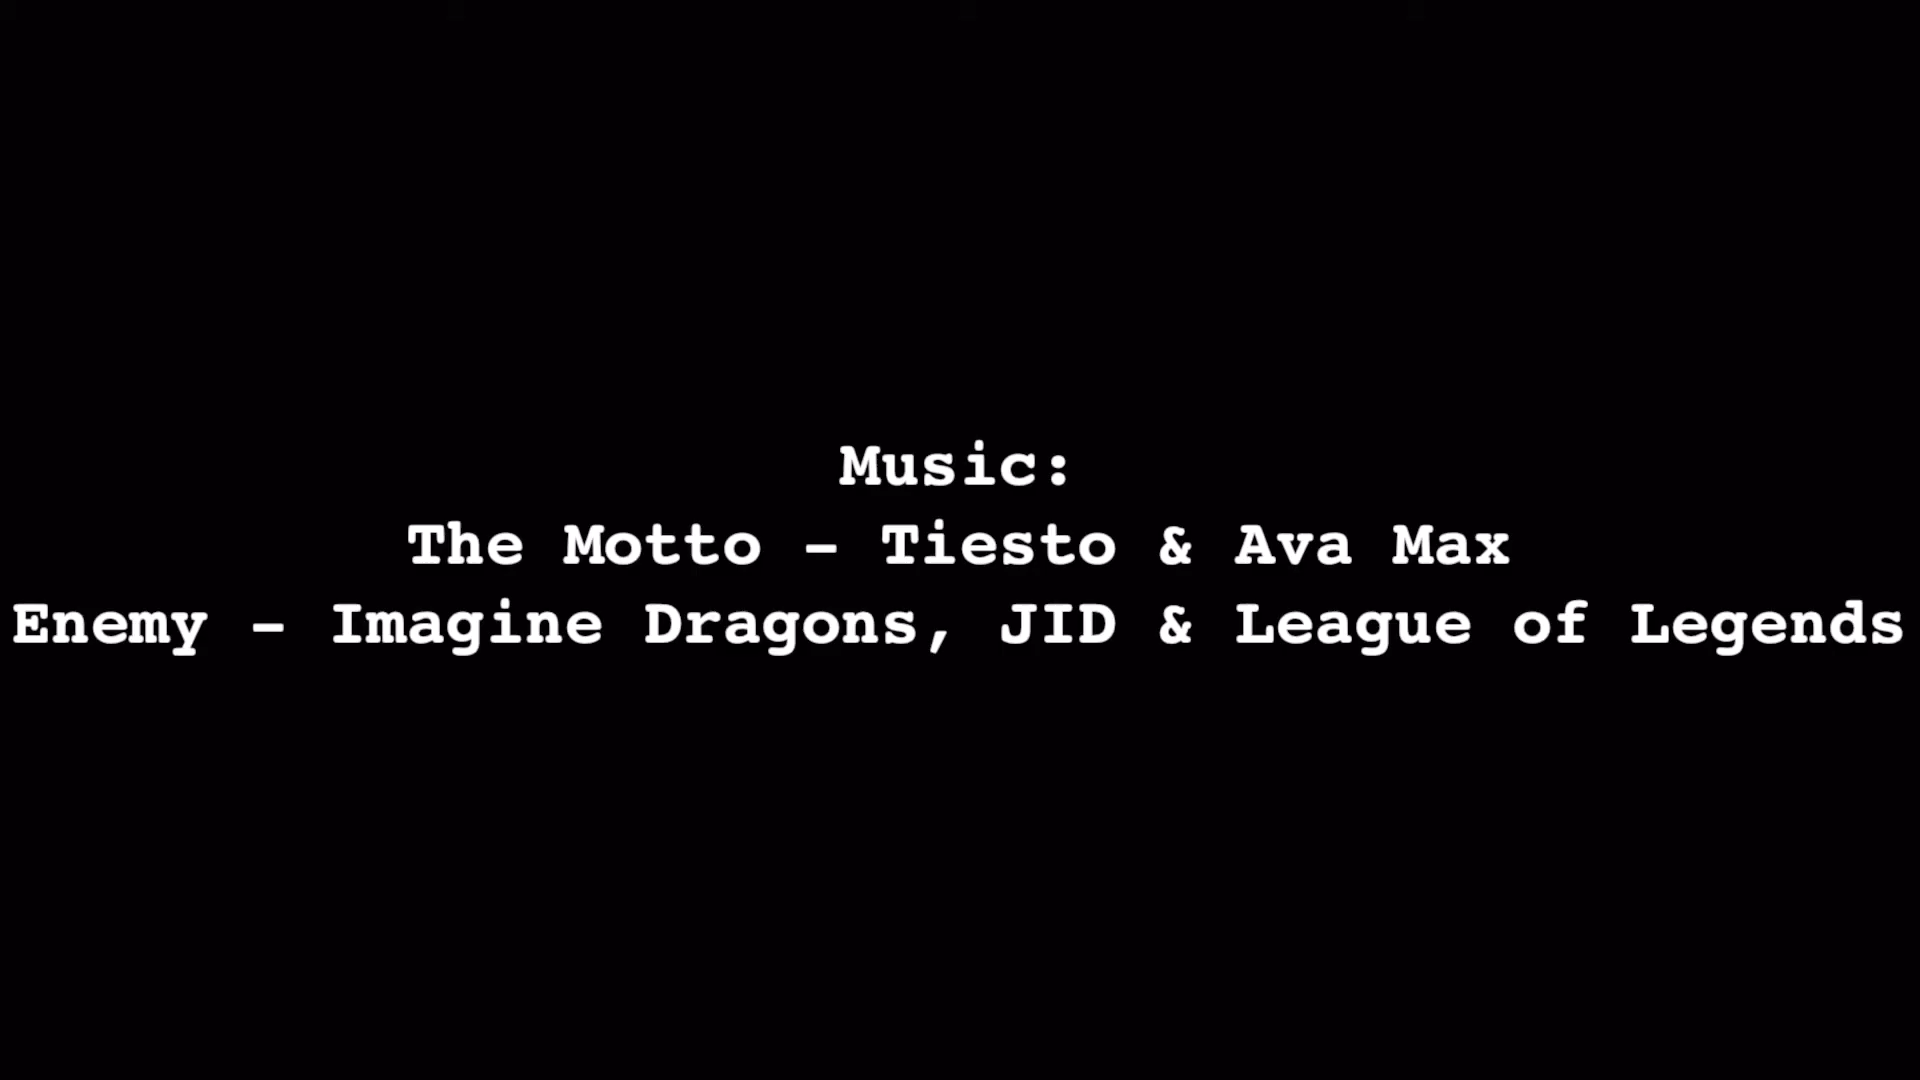 Music:
The Motto - Tiesto & Ava Max
Enemy - Imagine Dragons, JID & League of Legends